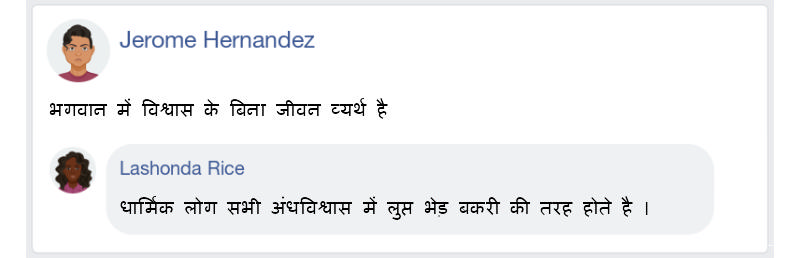 Jerome Hernandez
भगवान में विश्वास के बिना जीवन व्यर्थ है
Lashonda Rice
धार्मिक लोग सभी अंधविश्वास में लुप्त भेड़ बकरी की तरह होते है ।